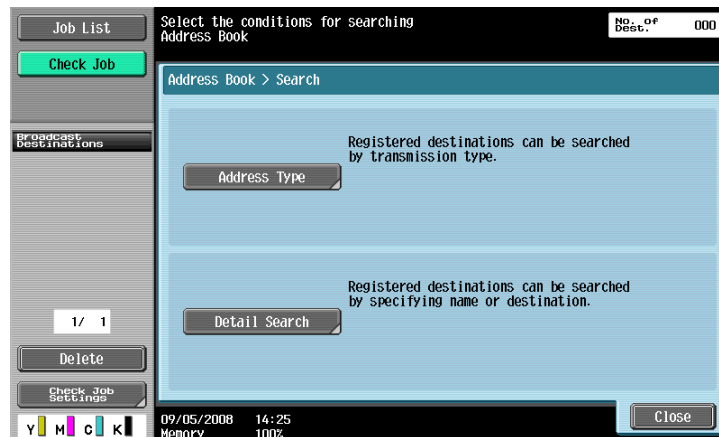 Job List
Check Job
Broadcast
Destinations
1/ 1
Delete
Check Job
Settings
Y M C K
Select the conditions for searching
Address Book
No. of
Dest. 000
Address Book > Search
Address Type
Registered destinations can be searched
by transmission type.
Detail Search
Registered destinations can be searched
by specifying name or destination.
Close
09/05/2008 14:25
Memory 100%